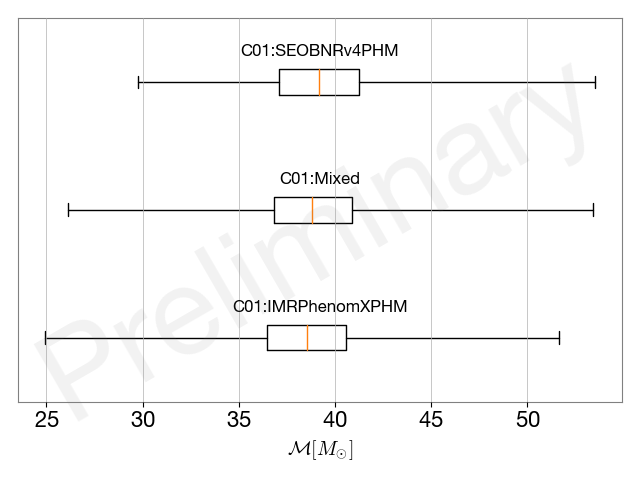 C01:SEOBNRv4PHM
C01:Mixed
C01:IMRPhenomXPHM
Preliminary
25 30 35 40 45 50
ℳ[M☉]